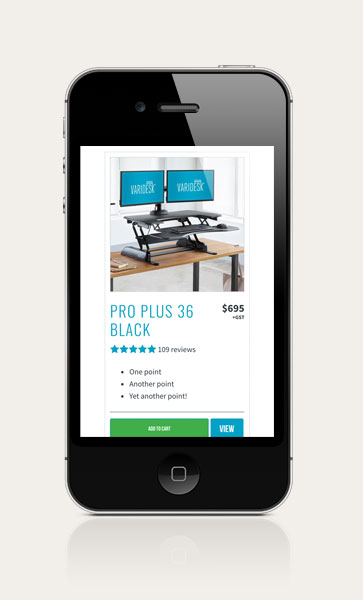 VARIDESK
VARIDESK
PRO PLUS 36
BLACK
$695
+GST
109 reviews
One point
Another point
Yet another point!
ADD TO CART
VIEW